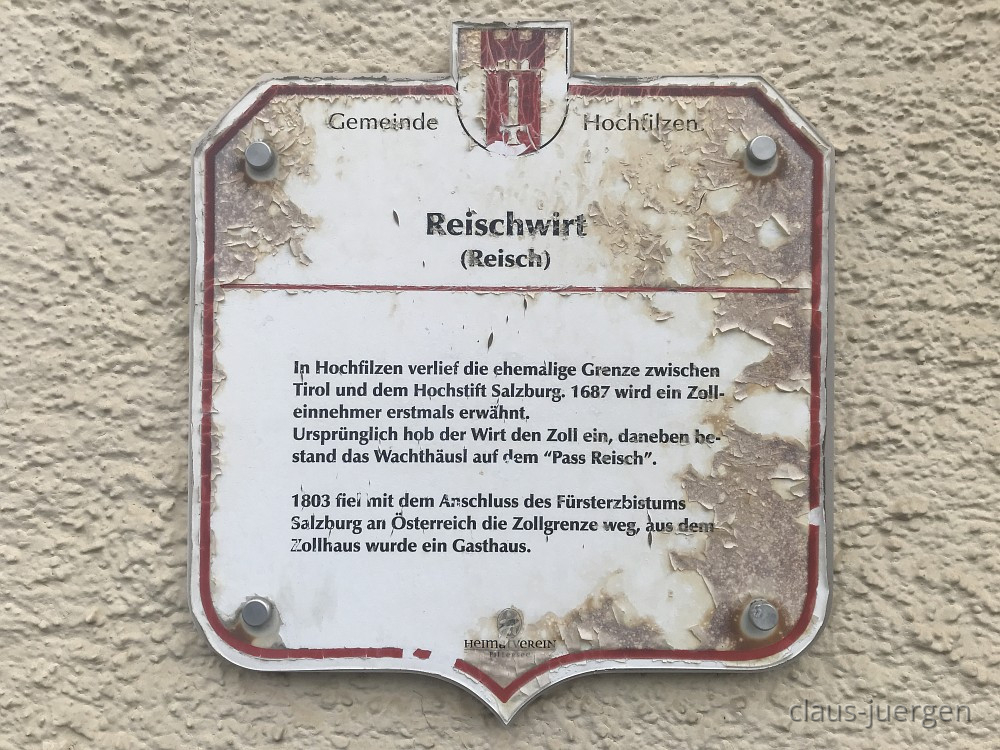 Gemeinde Hochfilzen
Reischwirt
(Reisch)
In Hochfilzen verlief die ehemalige Grenze zwischen
Tirol und dem Hochstift Salzburg. 1687 wird ein Zoll-
einnehmer erstmals erwähnt.
Ursprünglich hob der Wirt den Zoll ein, daneben be-
stand das Wachthäusl auf dem “Pass Reisch”.
1803 fiel mit dem Anschluss des Fürsterzbistums
Salzburg an Österreich die Zollgrenze weg, aus dem
Zollhaus wurde ein Gasthaus.
HEIMATVEREIN
Pillersee
claus-juergen